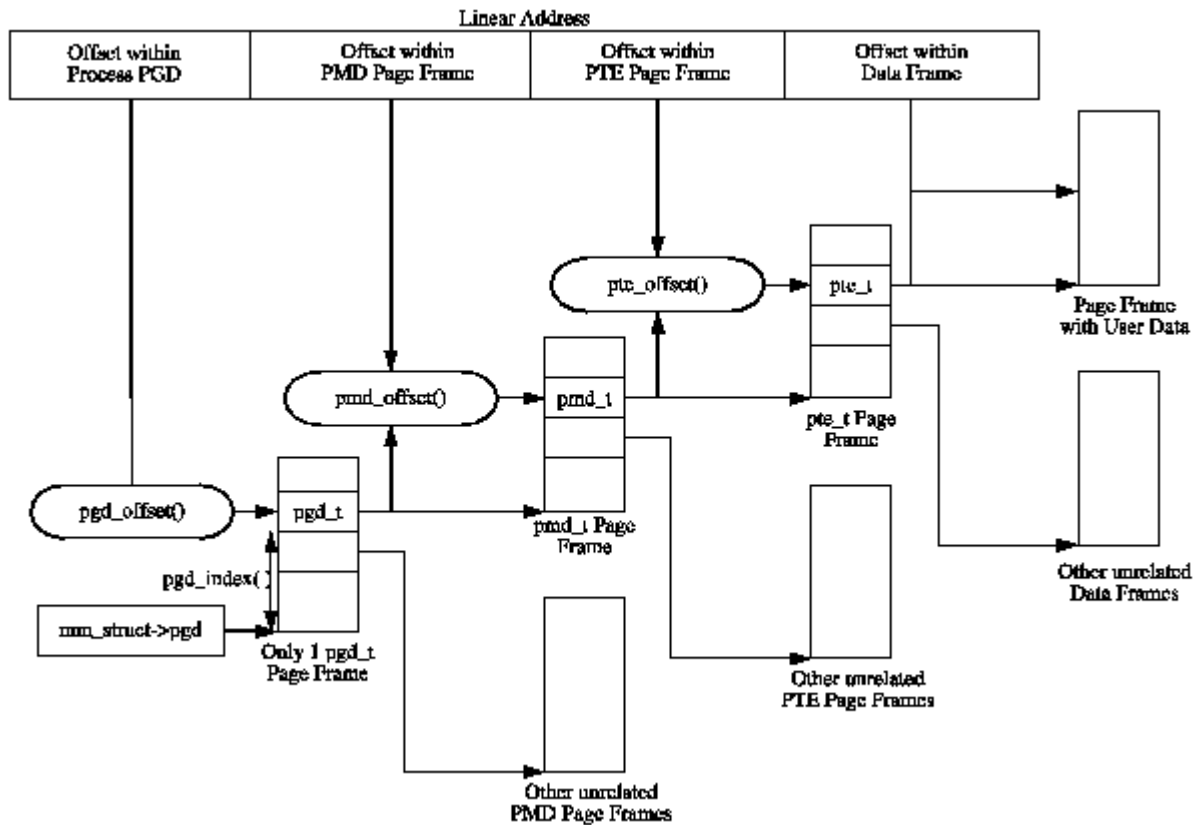 Linear Address
Offset within
Process PGD
Offset within
PMD Page Frame
Offset within
PTE Page Frame
Offset within
Data Frame
pte_offset()
pte_t
Page Frame
with User Data
pmd_offset()
pmd_t
pte_t Page
Frame
pgd_offset()
pgd_t
pmd_t Page
Frame
pgd_index( )
Other unrelated
Data Frames
mm_struct->pgd
Only 1 pgd_t
Page Frame
Other unrelated
PTE Page Frames
Other unrelated
PMD Page Frames